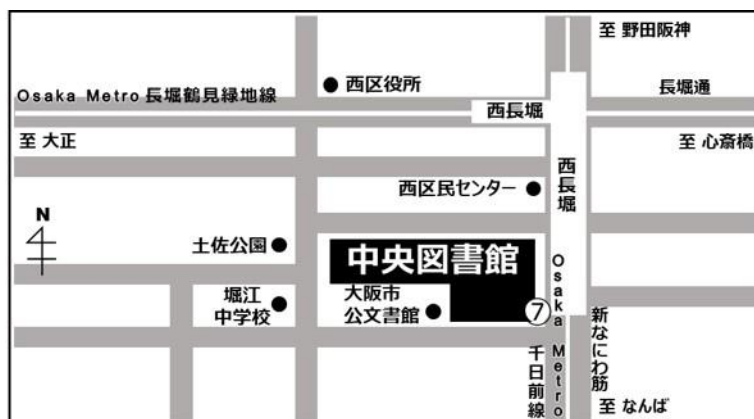 至 野田阪神
西区役所
長堀通
Osaka Metro 長堀鶴見緑地線
西長堀
至 大正
至 心斎橋
西長堀
西区民センター
N
土佐公園
中央図書館
堀江
中学校
大阪市
公文書館
⑦
Osaka Metro
千日前線
新なにわ筋
至 なんば